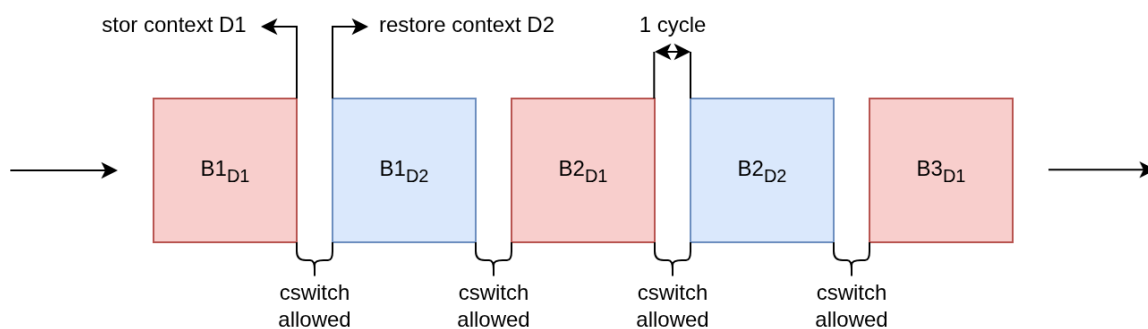 stor context D1
restore context D2
1 cycle
B1D1
B1D2
B2D1
B2D2
B3D1
cswitch
allowed
cswitch
allowed
cswitch
allowed
cswitch
allowed